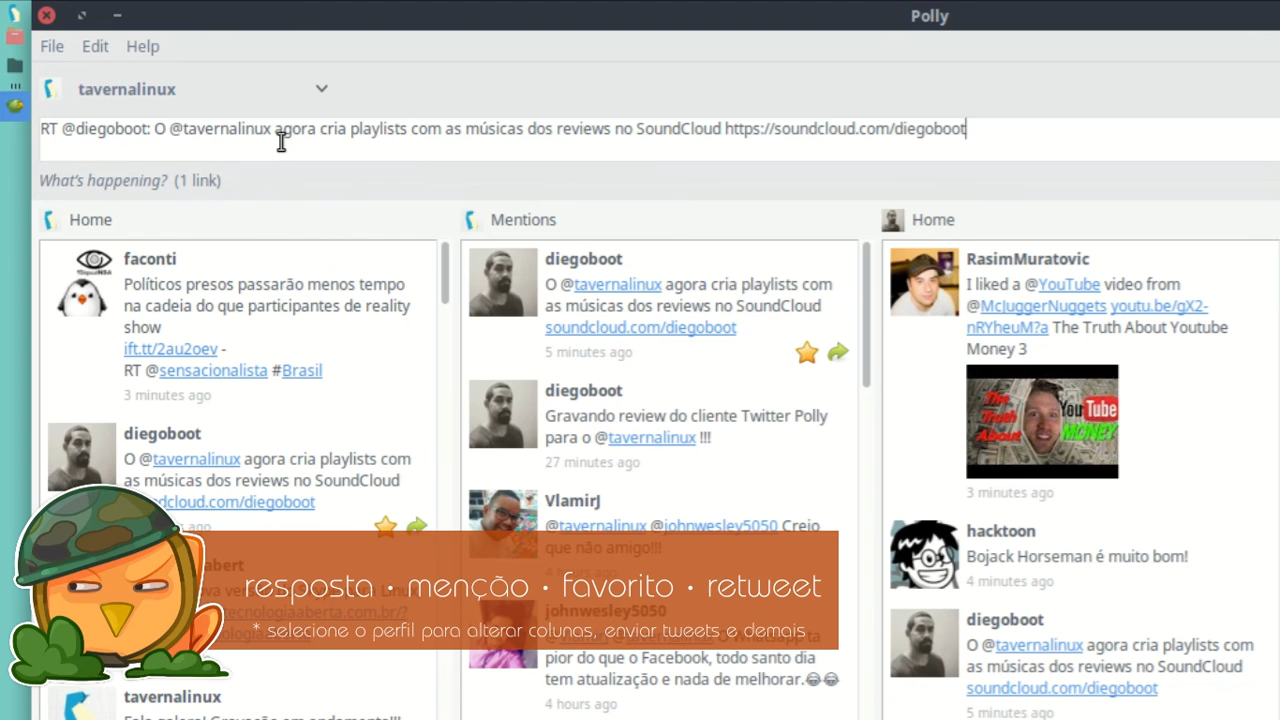 Polly
File Edit Help
tavernalinux
RT @diegoboot: O @tavernalinux agora cria playlists com as músicas dos reviews no SoundCloud https://soundcloud.com/diegoboot
What's happening? (1 link)
Home
faconti
Políticos presos passarão menos tempo
na cadeia do que participantes de reality
show
ift.tt/2au2oev -
RT @sensacionalista #Brasil
3 minutes ago
diegoboot
O @tavernalinux agora cria playlists com
as músicas dos reviews no SoundCloud
dcloud.com/diegoboot
ago
tavernalinux
Mentions
diegoboot
O @tavernalinux agora cria playlists com
as músicas dos reviews no SoundCloud
soundcloud.com/diegoboot
5 minutes ago
diegoboot
Gravando review do cliente Twitter Polly
para o @tavernalinux !!!
27 minutes ago
VlamirJ
@tavernalinux @johnwesley5050 Creio
que não amigo!!!
4 hours ago
johnwesley5050
pior do que o Facebook, todo santo dia
tem atualização e nada de melhorar.😂😂
4 hours ago
Home
RasimMuratovic
I liked a @YouTube video from
@McJuggerNuggets youtu.be/gX2-
nRYheuM?a The Truth About Youtube
Money 3
The
Truth
About
YouTube
MONEY
3 minutes ago
hacktoon
Bojack Horseman é muito bom!
4 minutes ago
diegoboot
O @tavernalinux agora cria playlists com
as músicas dos reviews no SoundCloud
soundcloud.com/diegoboot
5 minutes ago
resposta • menção • favorito • retweet
* selecione o perfil para alterar colunas, enviar tweets e demais